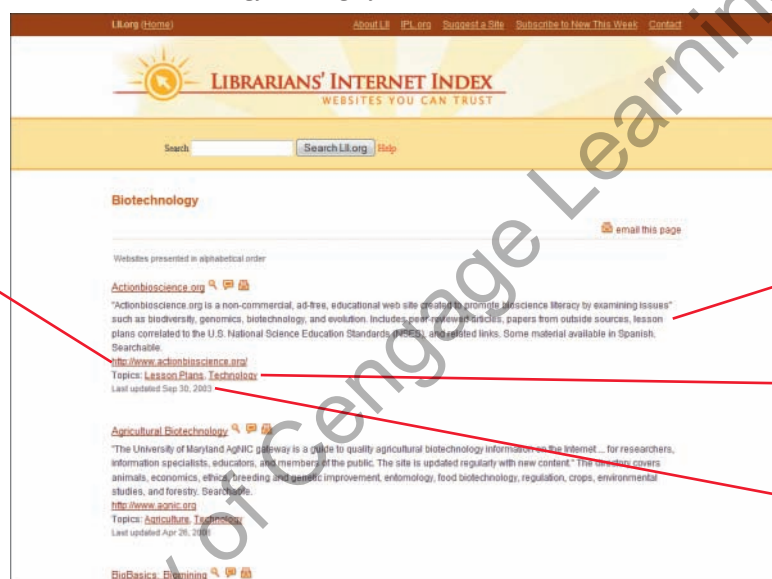 LII.org (Home) About LII IPL.org Suggest a Site Subscribe to New This Week Contact
LIBRARIANS' INTERNET INDEX
WEBSITES YOU CAN TRUST
Search Search LII.org Help
Biotechnology
email this page
Websites presented in alphabetical order
Actionbioscience.org
"Actionbioscience.org is a non-commercial, ad-free, educational web site created to promote bioscience literacy by examining issues"
such as biodiversity, genomics, biotechnology, and evolution. Includes peer-reviewed articles, papers from outside sources, lesson
plans correlated to the U.S. National Science Education Standards (NSES), and related links. Some material available in Spanish.
Searchable.
http://www.actionbioscience.org/
Topics: Lesson Plans, Technology
Last updated Sep 30, 2003
Agricultural Biotechnology
"The University of Maryland AgNIC gateway is a guide to quality agricultural biotechnology information on the Internet ... for researchers,
information specialists, educators, and members of the public. The site is updated regularly with new content." The directory covers
animals, economics, ethics, breeding and genetic improvement, entomology, food biotechnology, regulation, crops, environmental
studies, and forestry. Searchable.
http://www.agnic.org
Topics: Agriculture, Technology
Last updated Apr 26,
BioBasics: Biomining
y of Cengage Learning